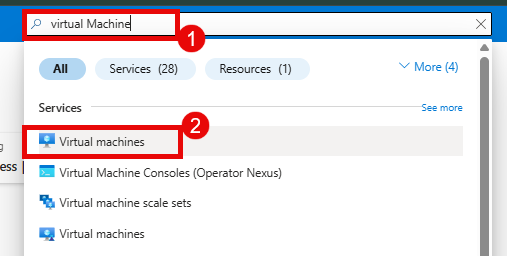 virtual Machine
1
All
Services (28)
Resources (1)
More (4)
Services
See more
2
Virtual machines
Virtual Machine Consoles (Operator Nexus)
Virtual machine scale sets
Virtual machines
g
ess